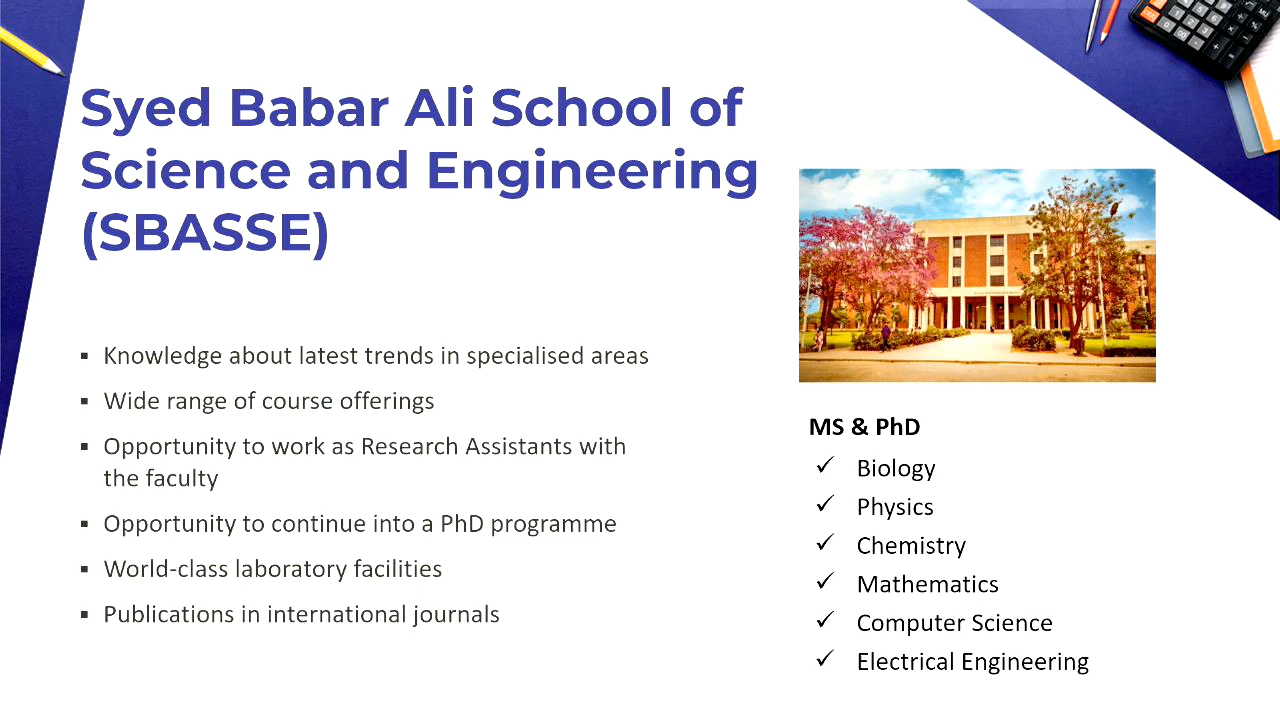 Syed Babar Ali School of
Science and Engineering
(SBASSE)
▪ Knowledge about latest trends in specialised areas
▪ Wide range of course offerings
▪ Opportunity to work as Research Assistants with
the faculty
▪ Opportunity to continue into a PhD programme
▪ World-class laboratory facilities
▪ Publications in international journals
MS & PhD
✓ Biology
✓ Physics
✓ Chemistry
✓ Mathematics
✓ Computer Science
✓ Electrical Engineering